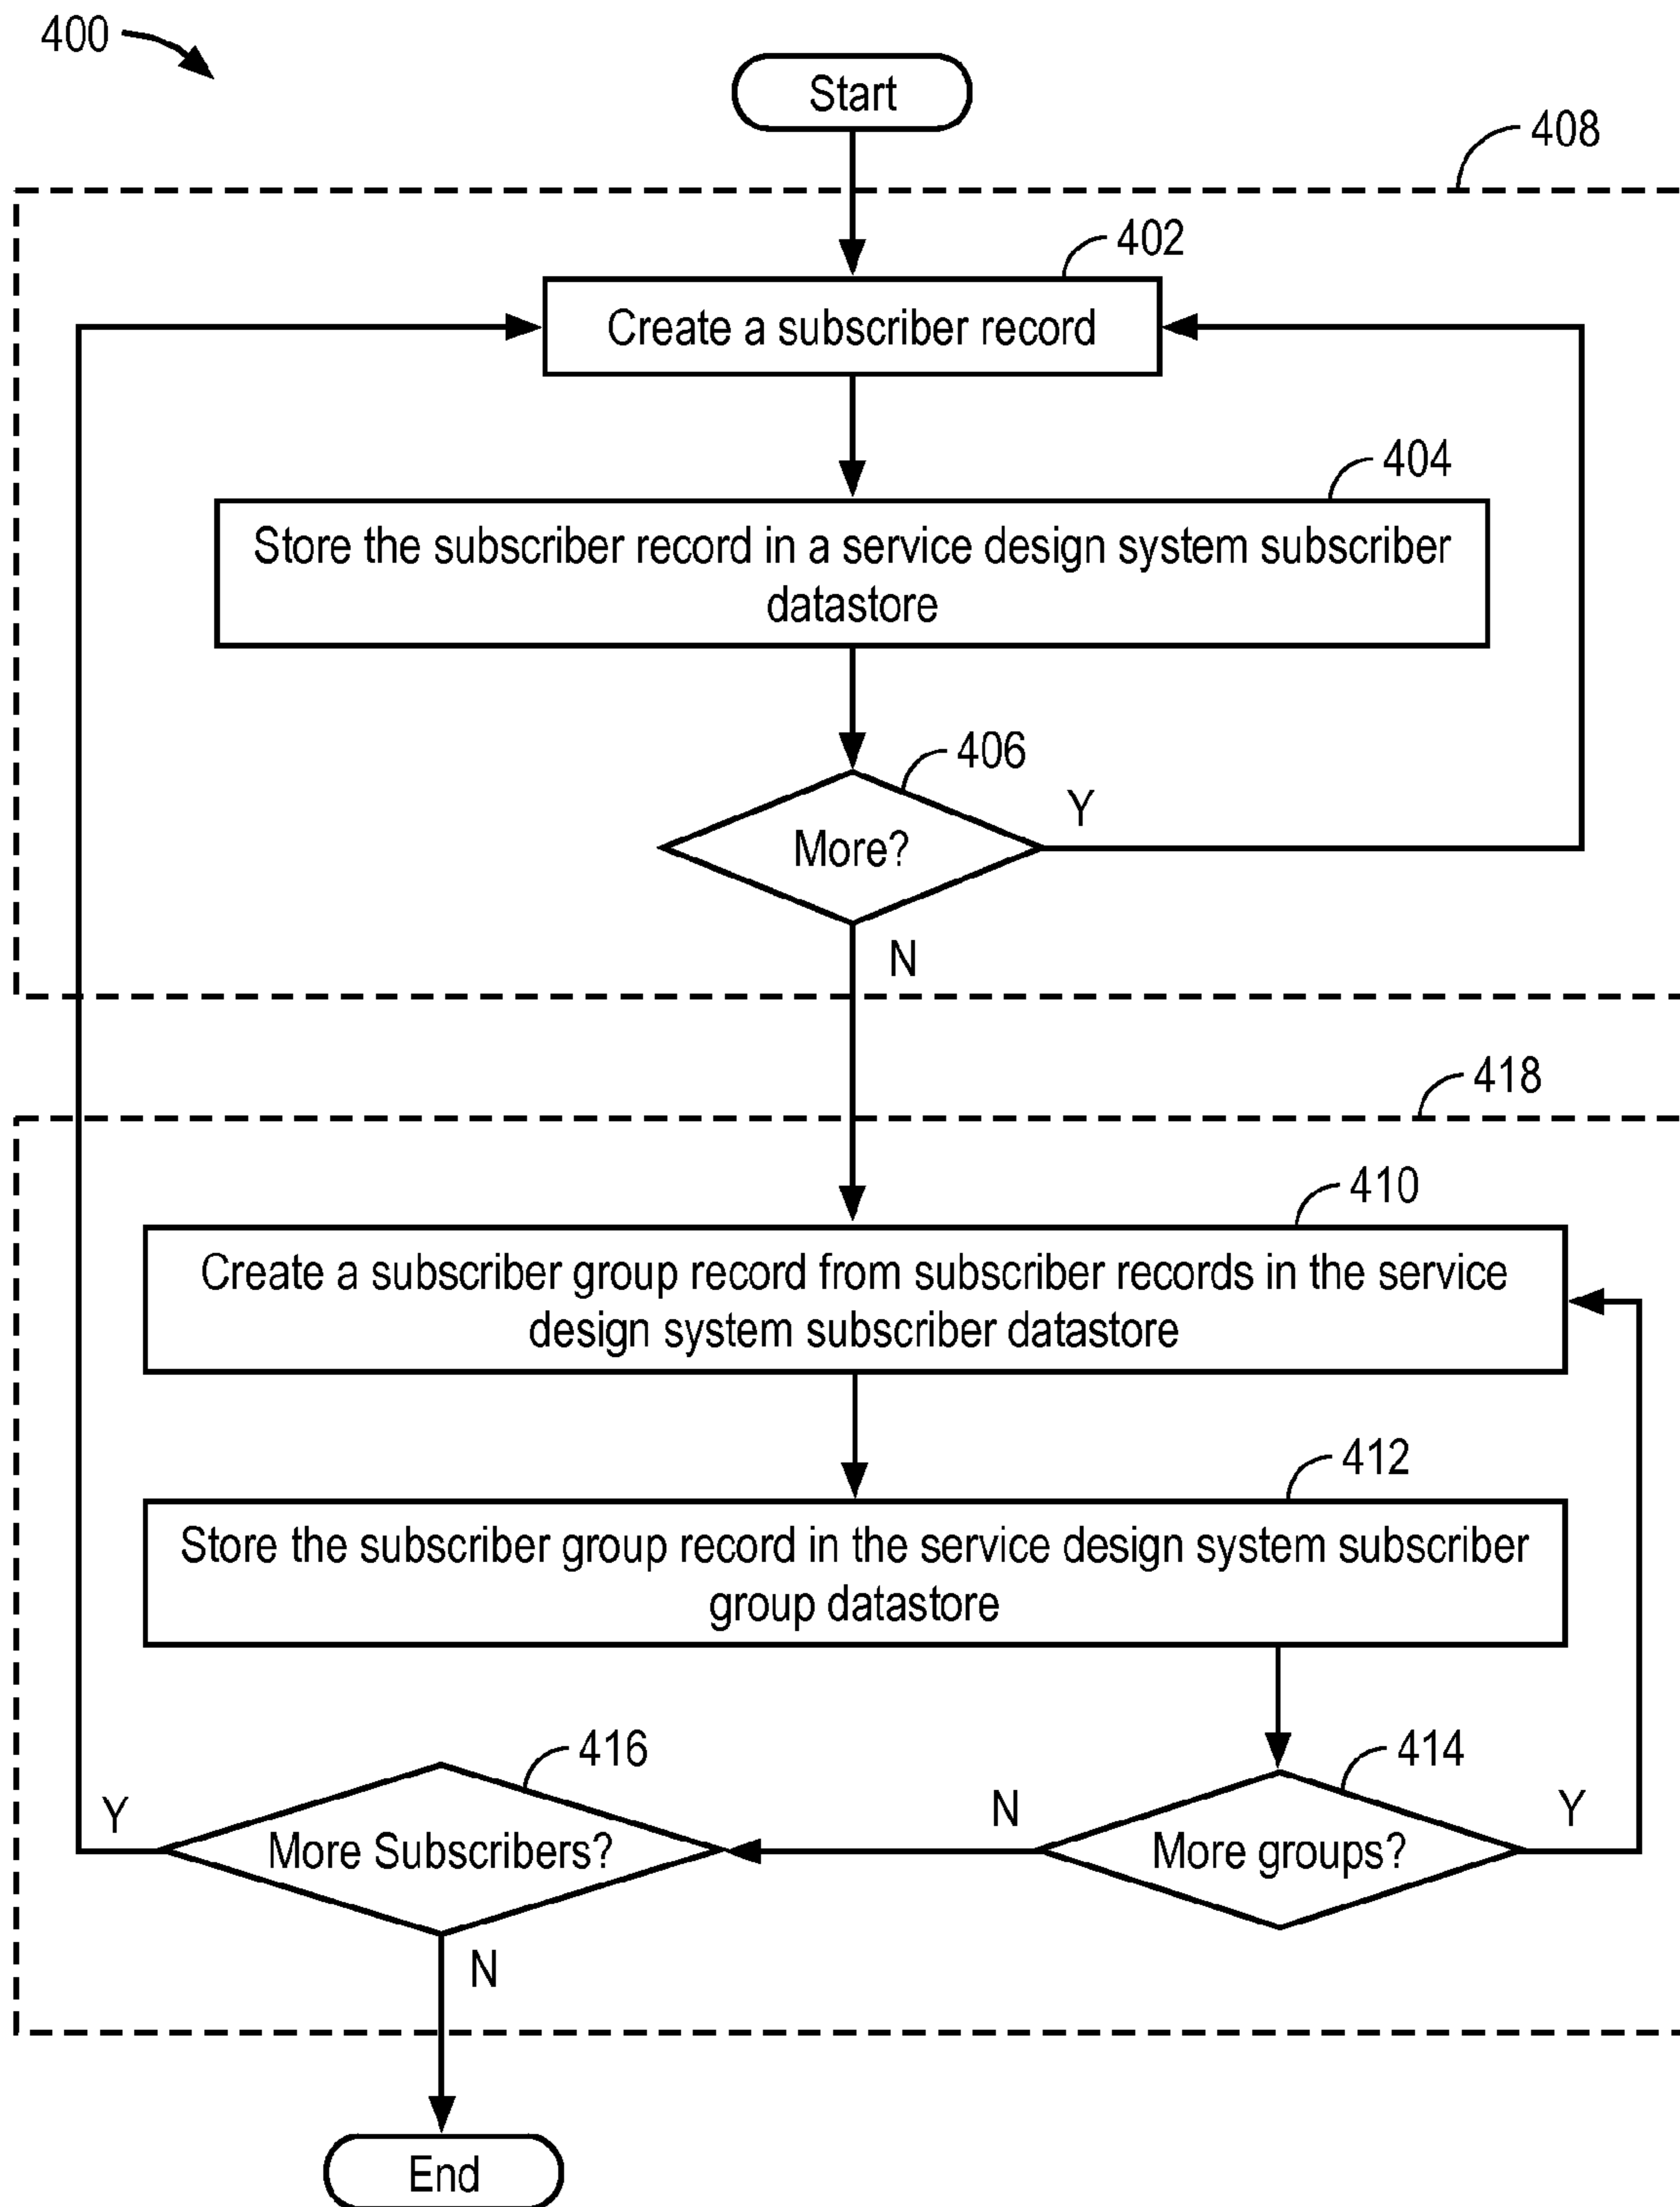 400
Start
408
402
Create a subscriber record
404
Store the subscriber record in a service design system subscriber
datastore
406
More?
Y
N
418
410
Create a subscriber group record from subscriber records in the service
design system subscriber datastore
412
Store the subscriber group record in the service design system subscriber
group datastore
416
414
Y
More Subscribers?
N
More groups?
Y
N
End